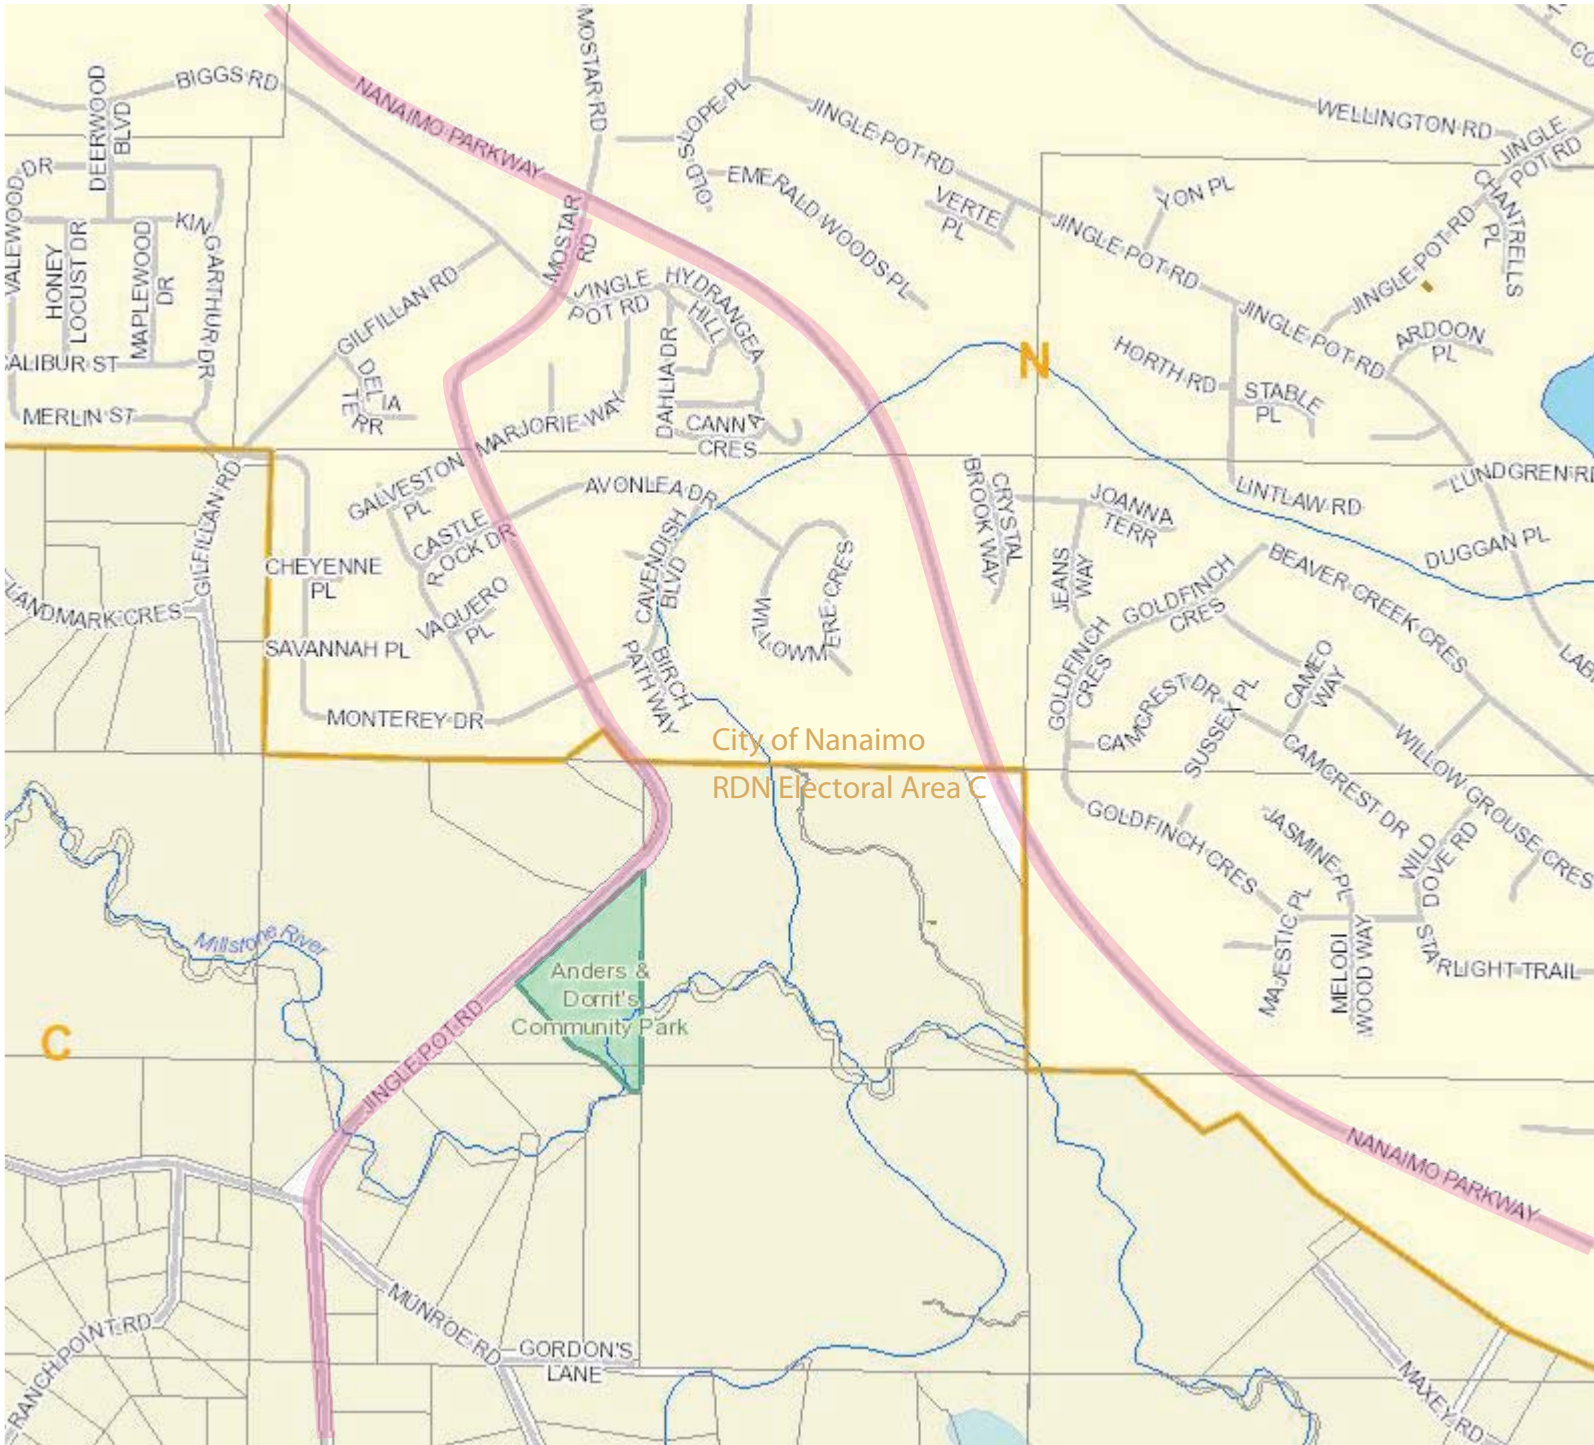 BIGGS RD
DEERWOOD
BLVD
NANAIMO PARKWAY
MOSTAR RD
OLD SLOPE PL
JINGLE POT RD
WELLINGTON RD
JINGLE
POT RD
CO
VALEWOOD DR
EMERALD WOODS PL
VERTE
PL
YON PL
CHANTRELLS
PL
KIN
GARTHUR DR
HONEY
LOCUST DR
MAPLEWOOD
DR
MOSTAR
RD
JINGLE POT RD
JINGLE POT RD
JINGLE
POT RD
HYDRANGEA
HILL
GILFILLAN RD
JINGLE POT RD
ARDOON
PL
HORTH RD
N
ALIBUR ST
DELIA
TERR
DAHLIA DR
STABLE
PL
MERLIN ST
MARJORIE WAY
CANNA
CRES
GILFILLAN RD
GALVESTON
PL
AVONLEA DR
CRYSTAL
BROOK WAY
JOANNA
TERR
LINTLAW RD
LUNDGREN RD
CASTLE
ROCK DR
CAVENDISH
BLVD
WILLOWMERE CRES
JEANS
WAY
DUGGAN PL
CHEYENNE
PL
GOLDFINCH
CRES
BEAVER CREEK CRES
LANDMARK CRES
VAQUERO
PL
SAVANNAH PL
BIRCH
PATH WAY
GOLDFINCH
CRES
CAMEO
WAY
LAB
CAMCREST DR
SUSSEX PL
MONTEREY DR
City of Nanaimo
RDN Electoral Area C
CAMCREST DR
WILLOW GROUSE CRES
GOLDFINCH CRES
JASMINE PL
WILD
DOVE RD
Millstone River
MAJESTIC PL
MELODI
WOOD WAY
STARLIGHT TRAIL
Anders &
Dorrit's
Community Park
C
JINGLE POT RD
NANAIMO PARKWAY
MUNROE RD
RANCH POINT RD
GORDON'S
LANE
MAXEY RD